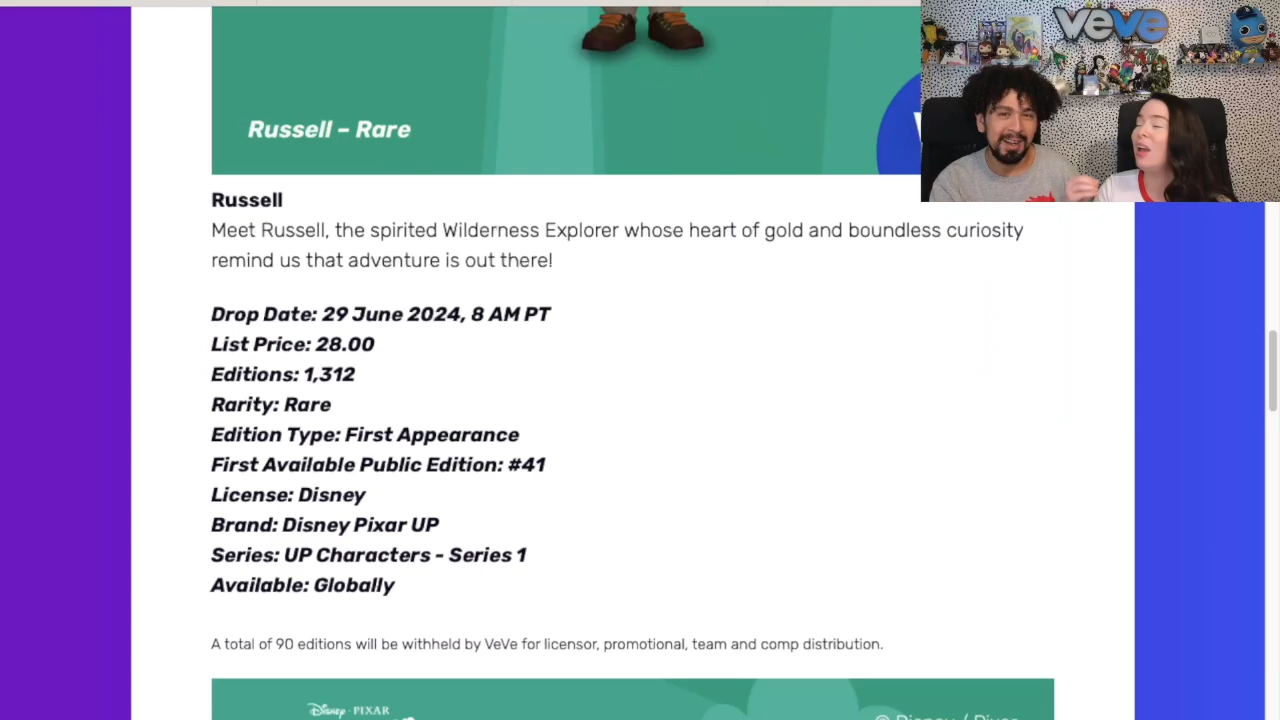 veve
Russell – Rare
Russell
Meet Russell, the spirited Wilderness Explorer whose heart of gold and boundless curiosity
remind us that adventure is out there!
Drop Date: 29 June 2024, 8 AM PT
List Price: 28.00
Editions: 1,312
Rarity: Rare
Edition Type: First Appearance
First Available Public Edition: #41
License: Disney
Brand: Disney Pixar UP
Series: UP Characters - Series 1
Available: Globally
A total of 90 editions will be withheld by VeVe for licensor, promotional, team and comp distribution.
Disney · PIXAR
© Disney / Pixar